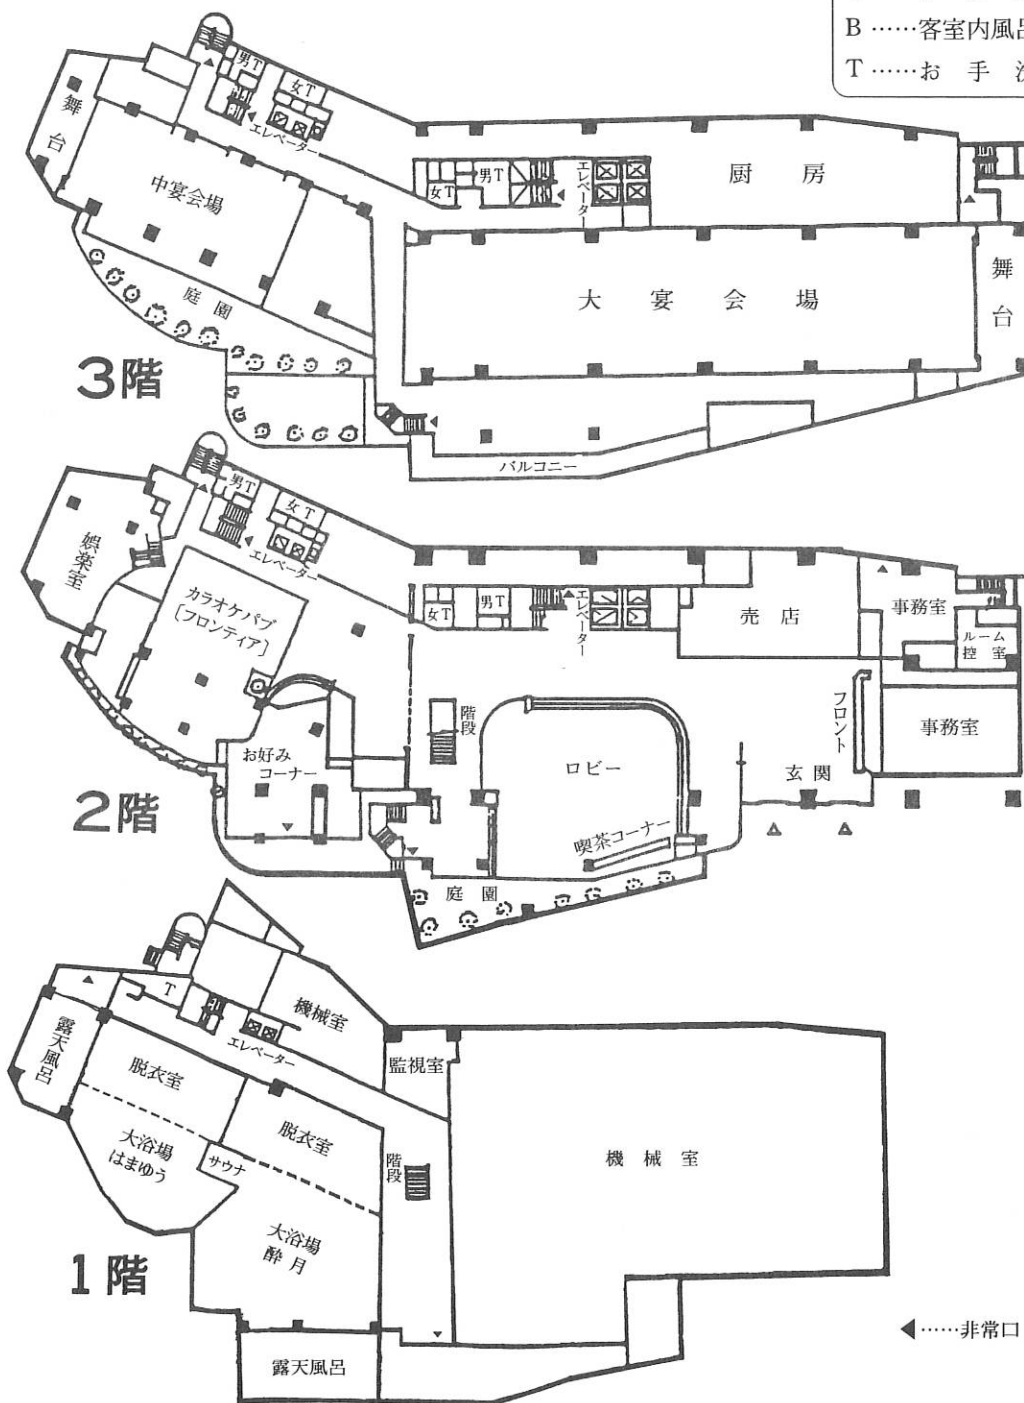 B ……客室内風呂
T ……お 手 洗
舞台
男T
女T
エレベーター
中宴会場
庭園
女T
男T
エレベーター
厨 房
大 宴 会 場
舞台
バルコニー
3階
男T
女T
エレベーター
娯楽室
カラオケパブ
〔フロンティア〕
女T
男T
エレベーター
売 店
事務室
ルーム
控 室
階段
お好み
コーナー
ロビー
フロント
事務室
玄 関
喫茶コーナー
庭 園
2階
T
機械室
エレベーター
露天風呂
脱衣室
脱衣室
監視室
大浴場
はまゆう
サウナ
階段
機 械 室
大浴場
酔 月
1階
露天風呂
◀……非常口